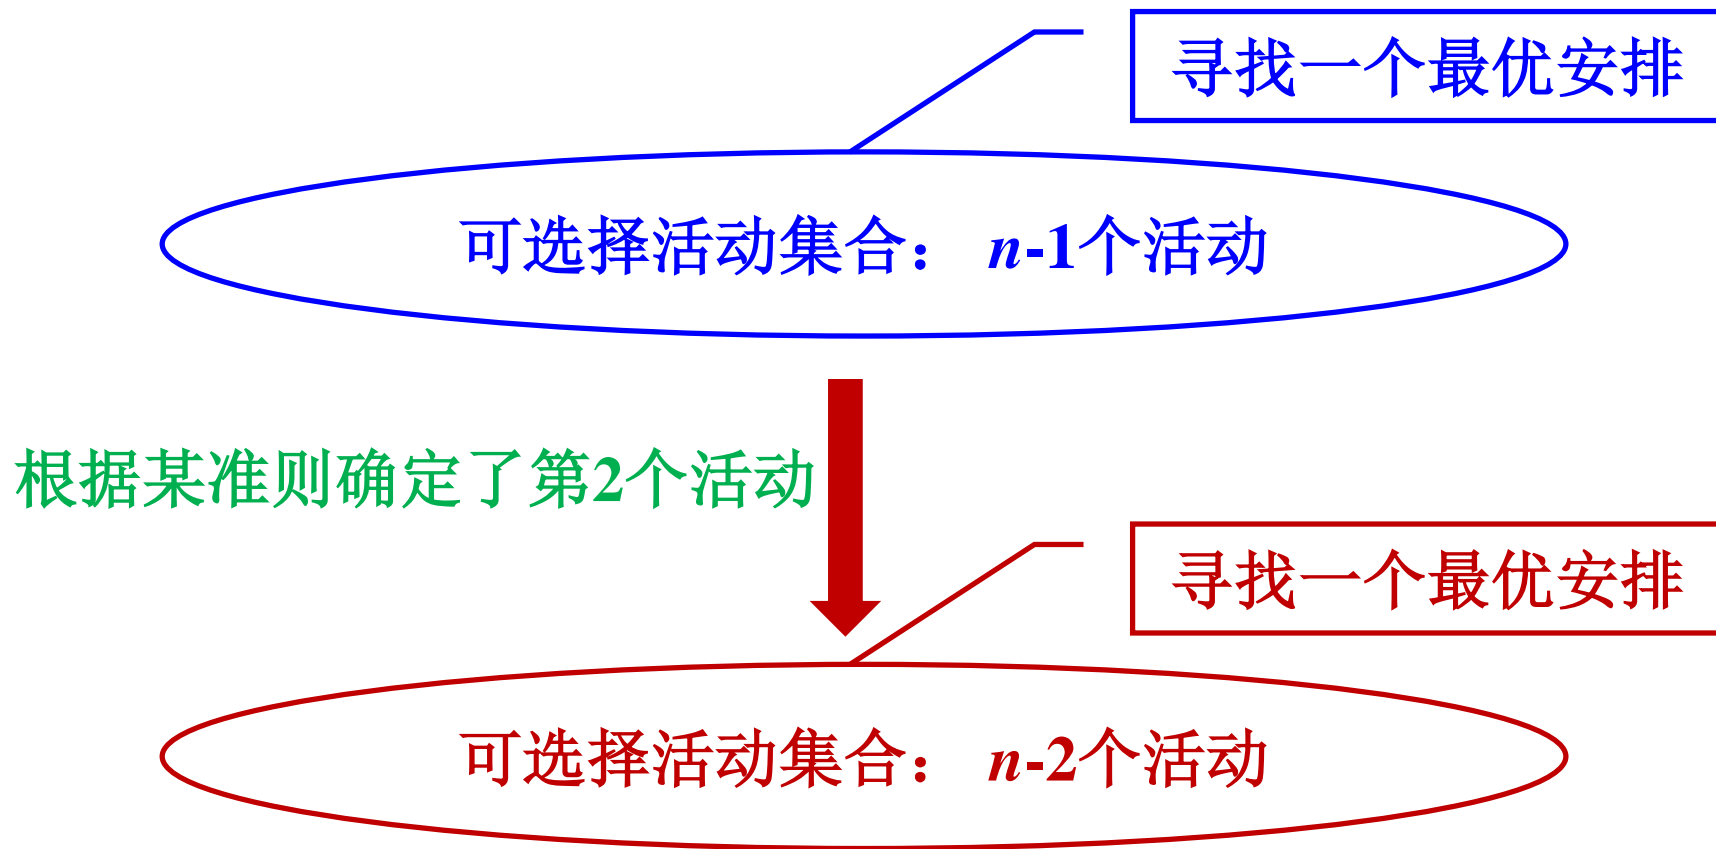 寻找一个最优安排
可选择活动集合： n-1个活动
根据某准则确定了第2个活动
寻找一个最优安排
可选择活动集合： n-2个活动